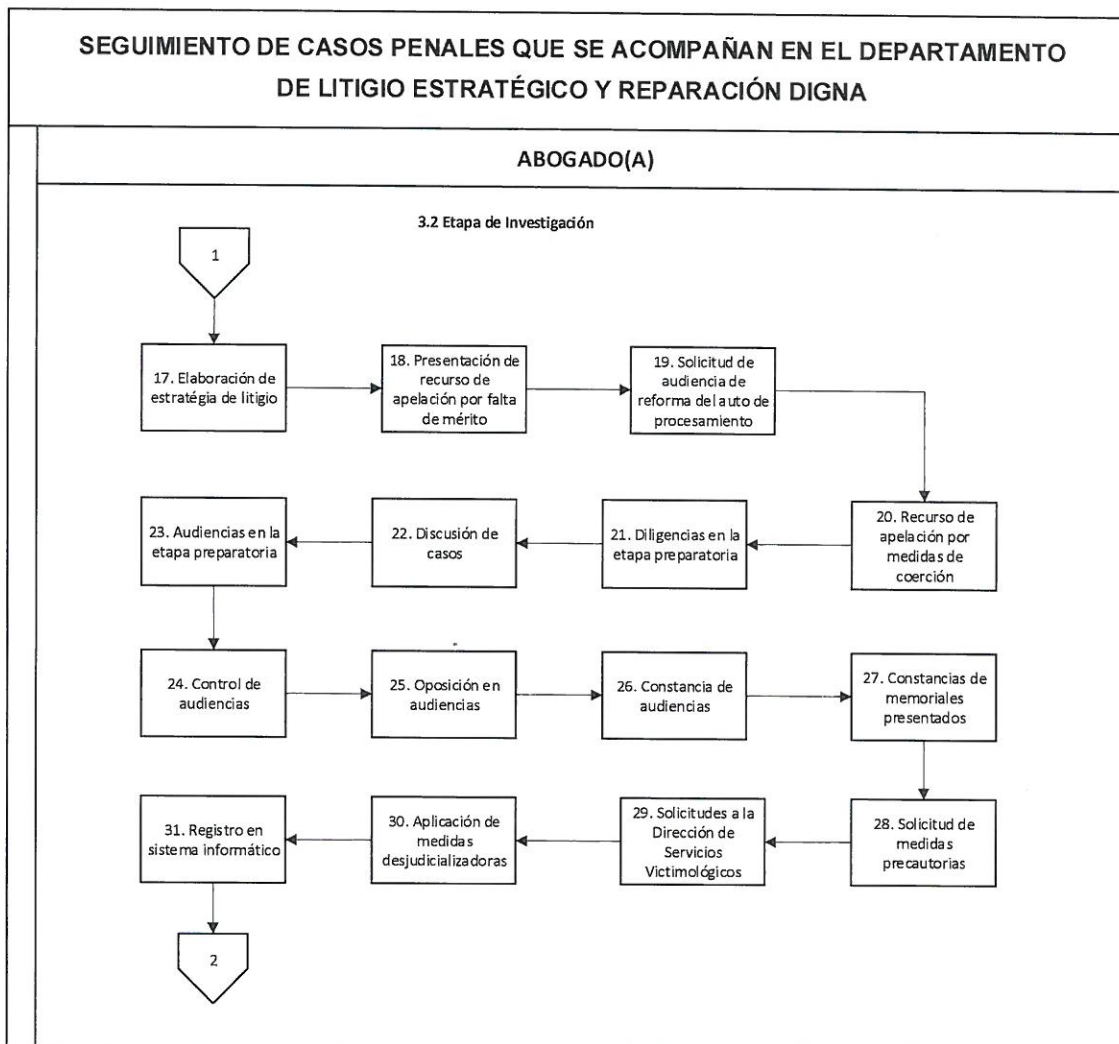 SEGUIMIENTO DE CASOS PENALES QUE SE ACOMPAÑAN EN EL DEPARTAMENTO
DE LITIGIO ESTRATÉGICO Y REPARACIÓN DIGNA
ABOGADO(A)
3.2 Etapa de Investigación
1
17. Elaboración de
estratégia de litigio
18. Presentación de
recurso de
apelación por falta
de mérito
19. Solicitud de
audiencia de
reforma del auto de
procesamiento
20. Recurso de
apelación por
medidas de
coerción
21. Diligencias en la
etapa preparatoria
22. Discusión de
casos
23. Audiencias en la
etapa preparatoria
24. Control de
audiencias
25. Oposición en
audiencias
26. Constancia de
audiencias
27. Constancias de
memoriales
presentados
28. Solicitud de
medidas
precautorias
29. Solicitudes a la
Dirección de
Servicios
Victimológicos
30. Aplicación de
medidas
desjudicializadoras
31. Registro en
sistema informático
2